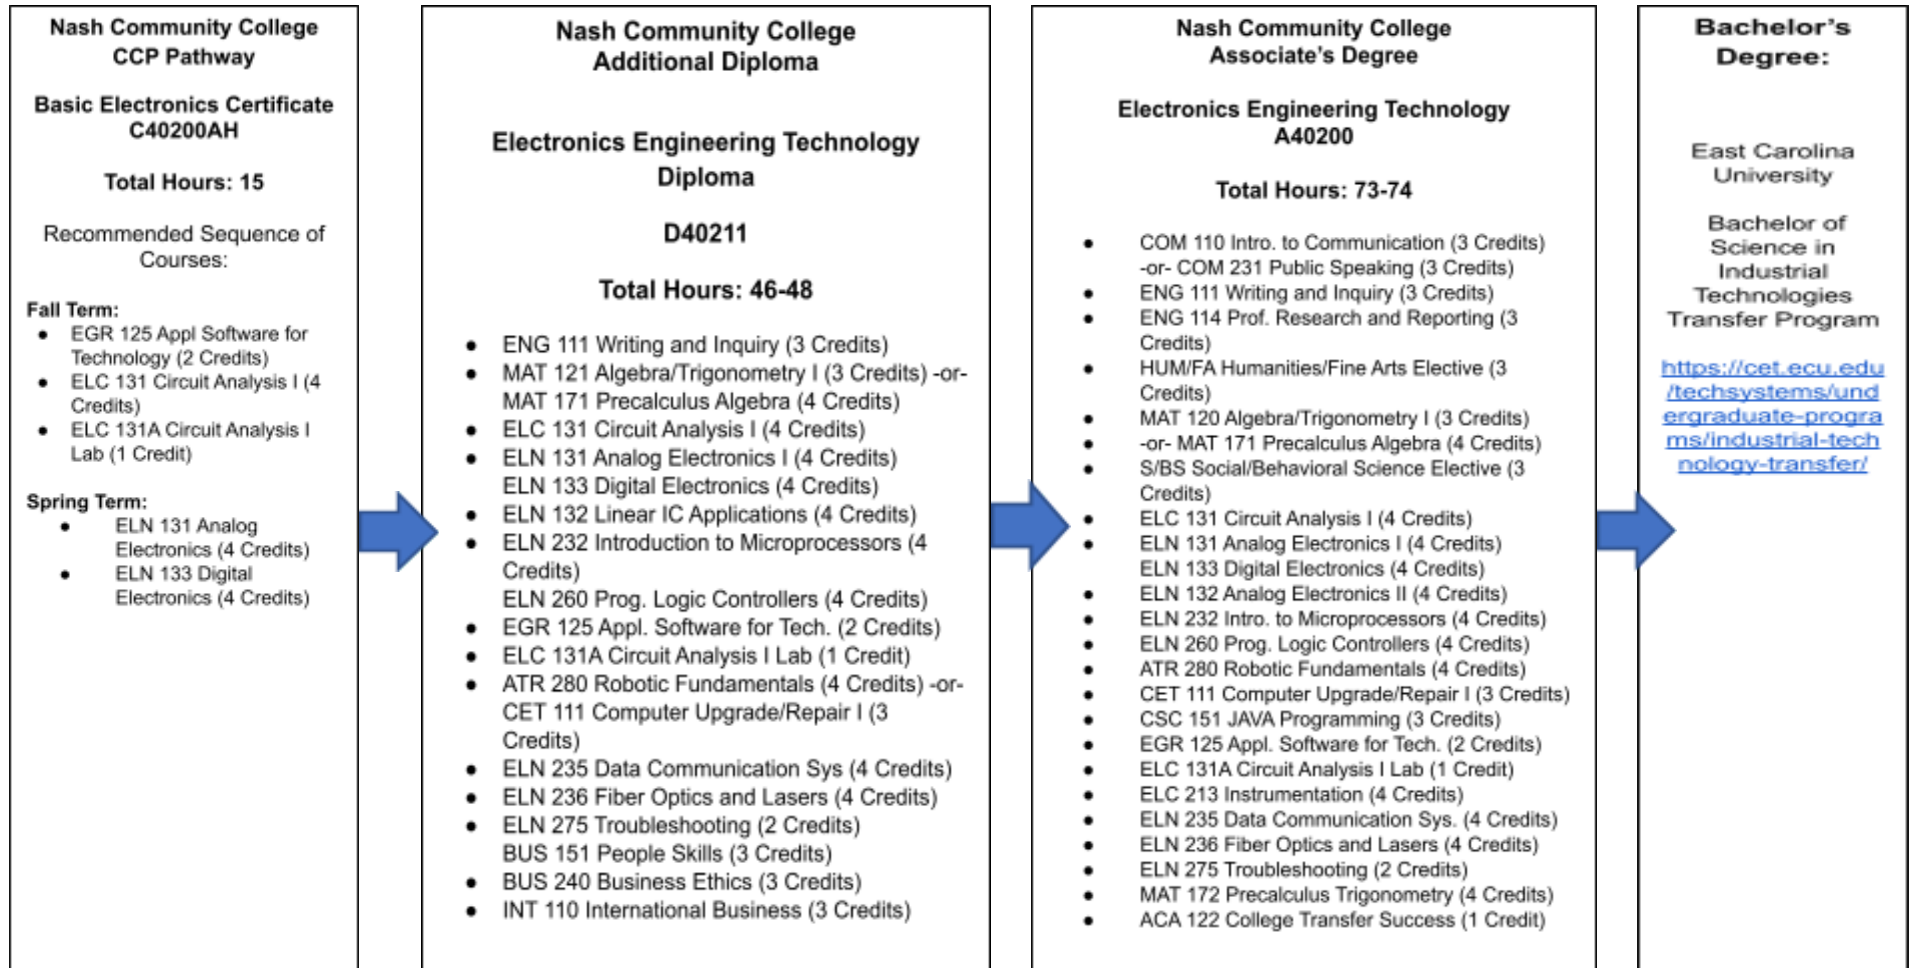 Nash Community College
CCP Pathway
Basic Electronics Certificate
C40200AH
Total Hours: 15
Recommended Sequence of
Courses:
Fall Term:
● EGR 125 Appl Software for
Technology (2 Credits)
● ELC 131 Circuit Analysis I (4
Credits)
● ELC 131A Circuit Analysis I
Lab (1 Credit)
Spring Term:
● ELN 131 Analog
Electronics (4 Credits)
● ELN 133 Digital
Electronics (4 Credits)
Nash Community College
Additional Diploma
Electronics Engineering Technology
Diploma
D40211
Total Hours: 46-48
● ENG 111 Writing and Inquiry (3 Credits)
● MAT 121 Algebra/Trigonometry I (3 Credits) -or-
MAT 171 Precalculus Algebra (4 Credits)
● ELC 131 Circuit Analysis I (4 Credits)
● ELN 131 Analog Electronics I (4 Credits)
ELN 133 Digital Electronics (4 Credits)
● ELN 132 Linear IC Applications (4 Credits)
● ELN 232 Introduction to Microprocessors (4
Credits)
ELN 260 Prog. Logic Controllers (4 Credits)
● EGR 125 Appl. Software for Tech. (2 Credits)
● ELC 131A Circuit Analysis I Lab (1 Credit)
● ATR 280 Robotic Fundamentals (4 Credits) -or-
CET 111 Computer Upgrade/Repair I (3
Credits)
● ELN 235 Data Communication Sys (4 Credits)
● ELN 236 Fiber Optics and Lasers (4 Credits)
● ELN 275 Troubleshooting (2 Credits)
BUS 151 People Skills (3 Credits)
● BUS 240 Business Ethics (3 Credits)
● INT 110 International Business (3 Credits)
Nash Community College
Associate's Degree
Electronics Engineering Technology
A40200
Total Hours: 73-74
● COM 110 Intro. to Communication (3 Credits)
-or- COM 231 Public Speaking (3 Credits)
● ENG 111 Writing and Inquiry (3 Credits)
● ENG 114 Prof. Research and Reporting (3
Credits)
● HUM/FA Humanities/Fine Arts Elective (3
Credits)
● MAT 120 Algebra/Trigonometry I (3 Credits)
● -or- MAT 171 Precalculus Algebra (4 Credits)
● S/BS Social/Behavioral Science Elective (3
Credits)
● ELC 131 Circuit Analysis I (4 Credits)
● ELN 131 Analog Electronics I (4 Credits)
ELN 133 Digital Electronics (4 Credits)
● ELN 132 Analog Electronics II (4 Credits)
● ELN 232 Intro. to Microprocessors (4 Credits)
● ELN 260 Prog. Logic Controllers (4 Credits)
● ATR 280 Robotic Fundamentals (4 Credits)
● CET 111 Computer Upgrade/Repair I (3 Credits)
● CSC 151 JAVA Programming (3 Credits)
● EGR 125 Appl. Software for Tech. (2 Credits)
● ELC 131A Circuit Analysis I Lab (1 Credit)
● ELC 213 Instrumentation (4 Credits)
● ELN 235 Data Communication Sys. (4 Credits)
● ELN 236 Fiber Optics and Lasers (4 Credits)
● ELN 275 Troubleshooting (2 Credits)
● MAT 172 Precalculus Trigonometry (4 Credits)
● ACA 122 College Transfer Success (1 Credit)
Bachelor's
Degree:
East Carolina
University
Bachelor of
Science in
Industrial
Technologies
Transfer Program
https://cet.ecu.edu
/techsystems/und
ergraduate-progra
ms/industrial-tech
nology-transfer/